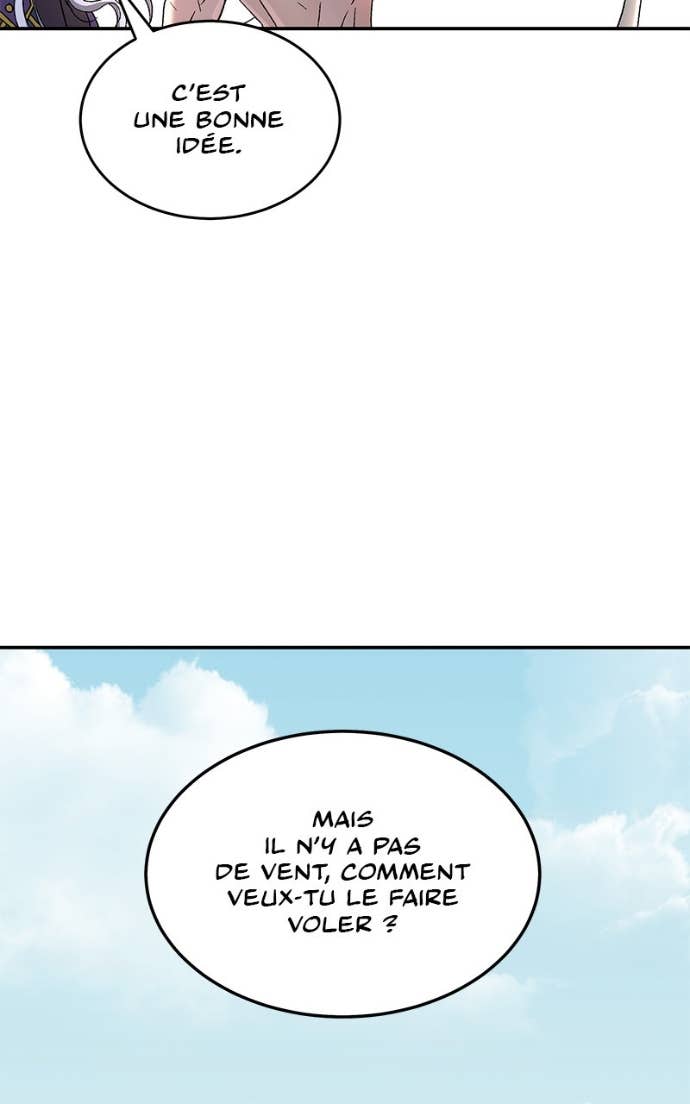 C'EST
UNE BONNE
IDÉE.
MAIS
IL N'Y A PAS
DE VENT, COMMENT
VEUX-TU LE FAIRE
VOLER ?